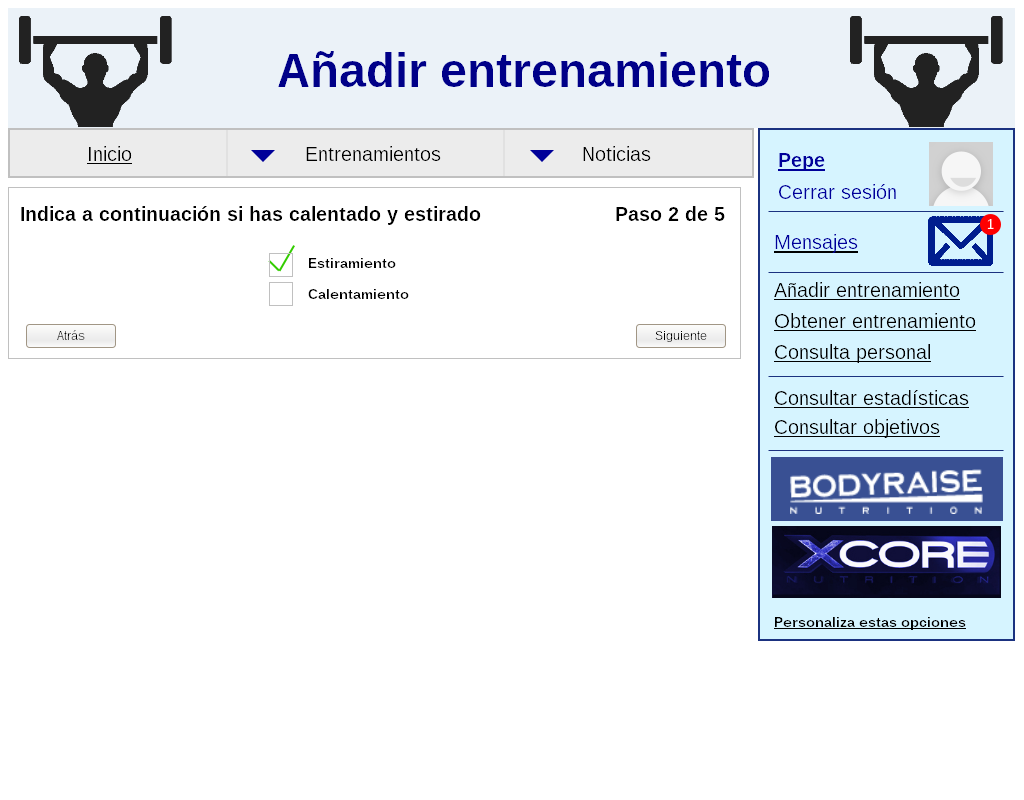 Añadir entrenamiento
Inicio
Entrenamientos
Noticias
Indica a continuación si has calentado y estirado
Paso 2 de 5
Estiramiento
Calentamiento
Atrás
Siguiente
Pepe
Cerrar sesión
Mensajes
1
Añadir entrenamiento
Obtener entrenamiento
Consulta personal
Consultar estadísticas
Consultar objetivos
BODYRAISE
NUTRITION
XCORE
NUTRITION
Personaliza estas opciones